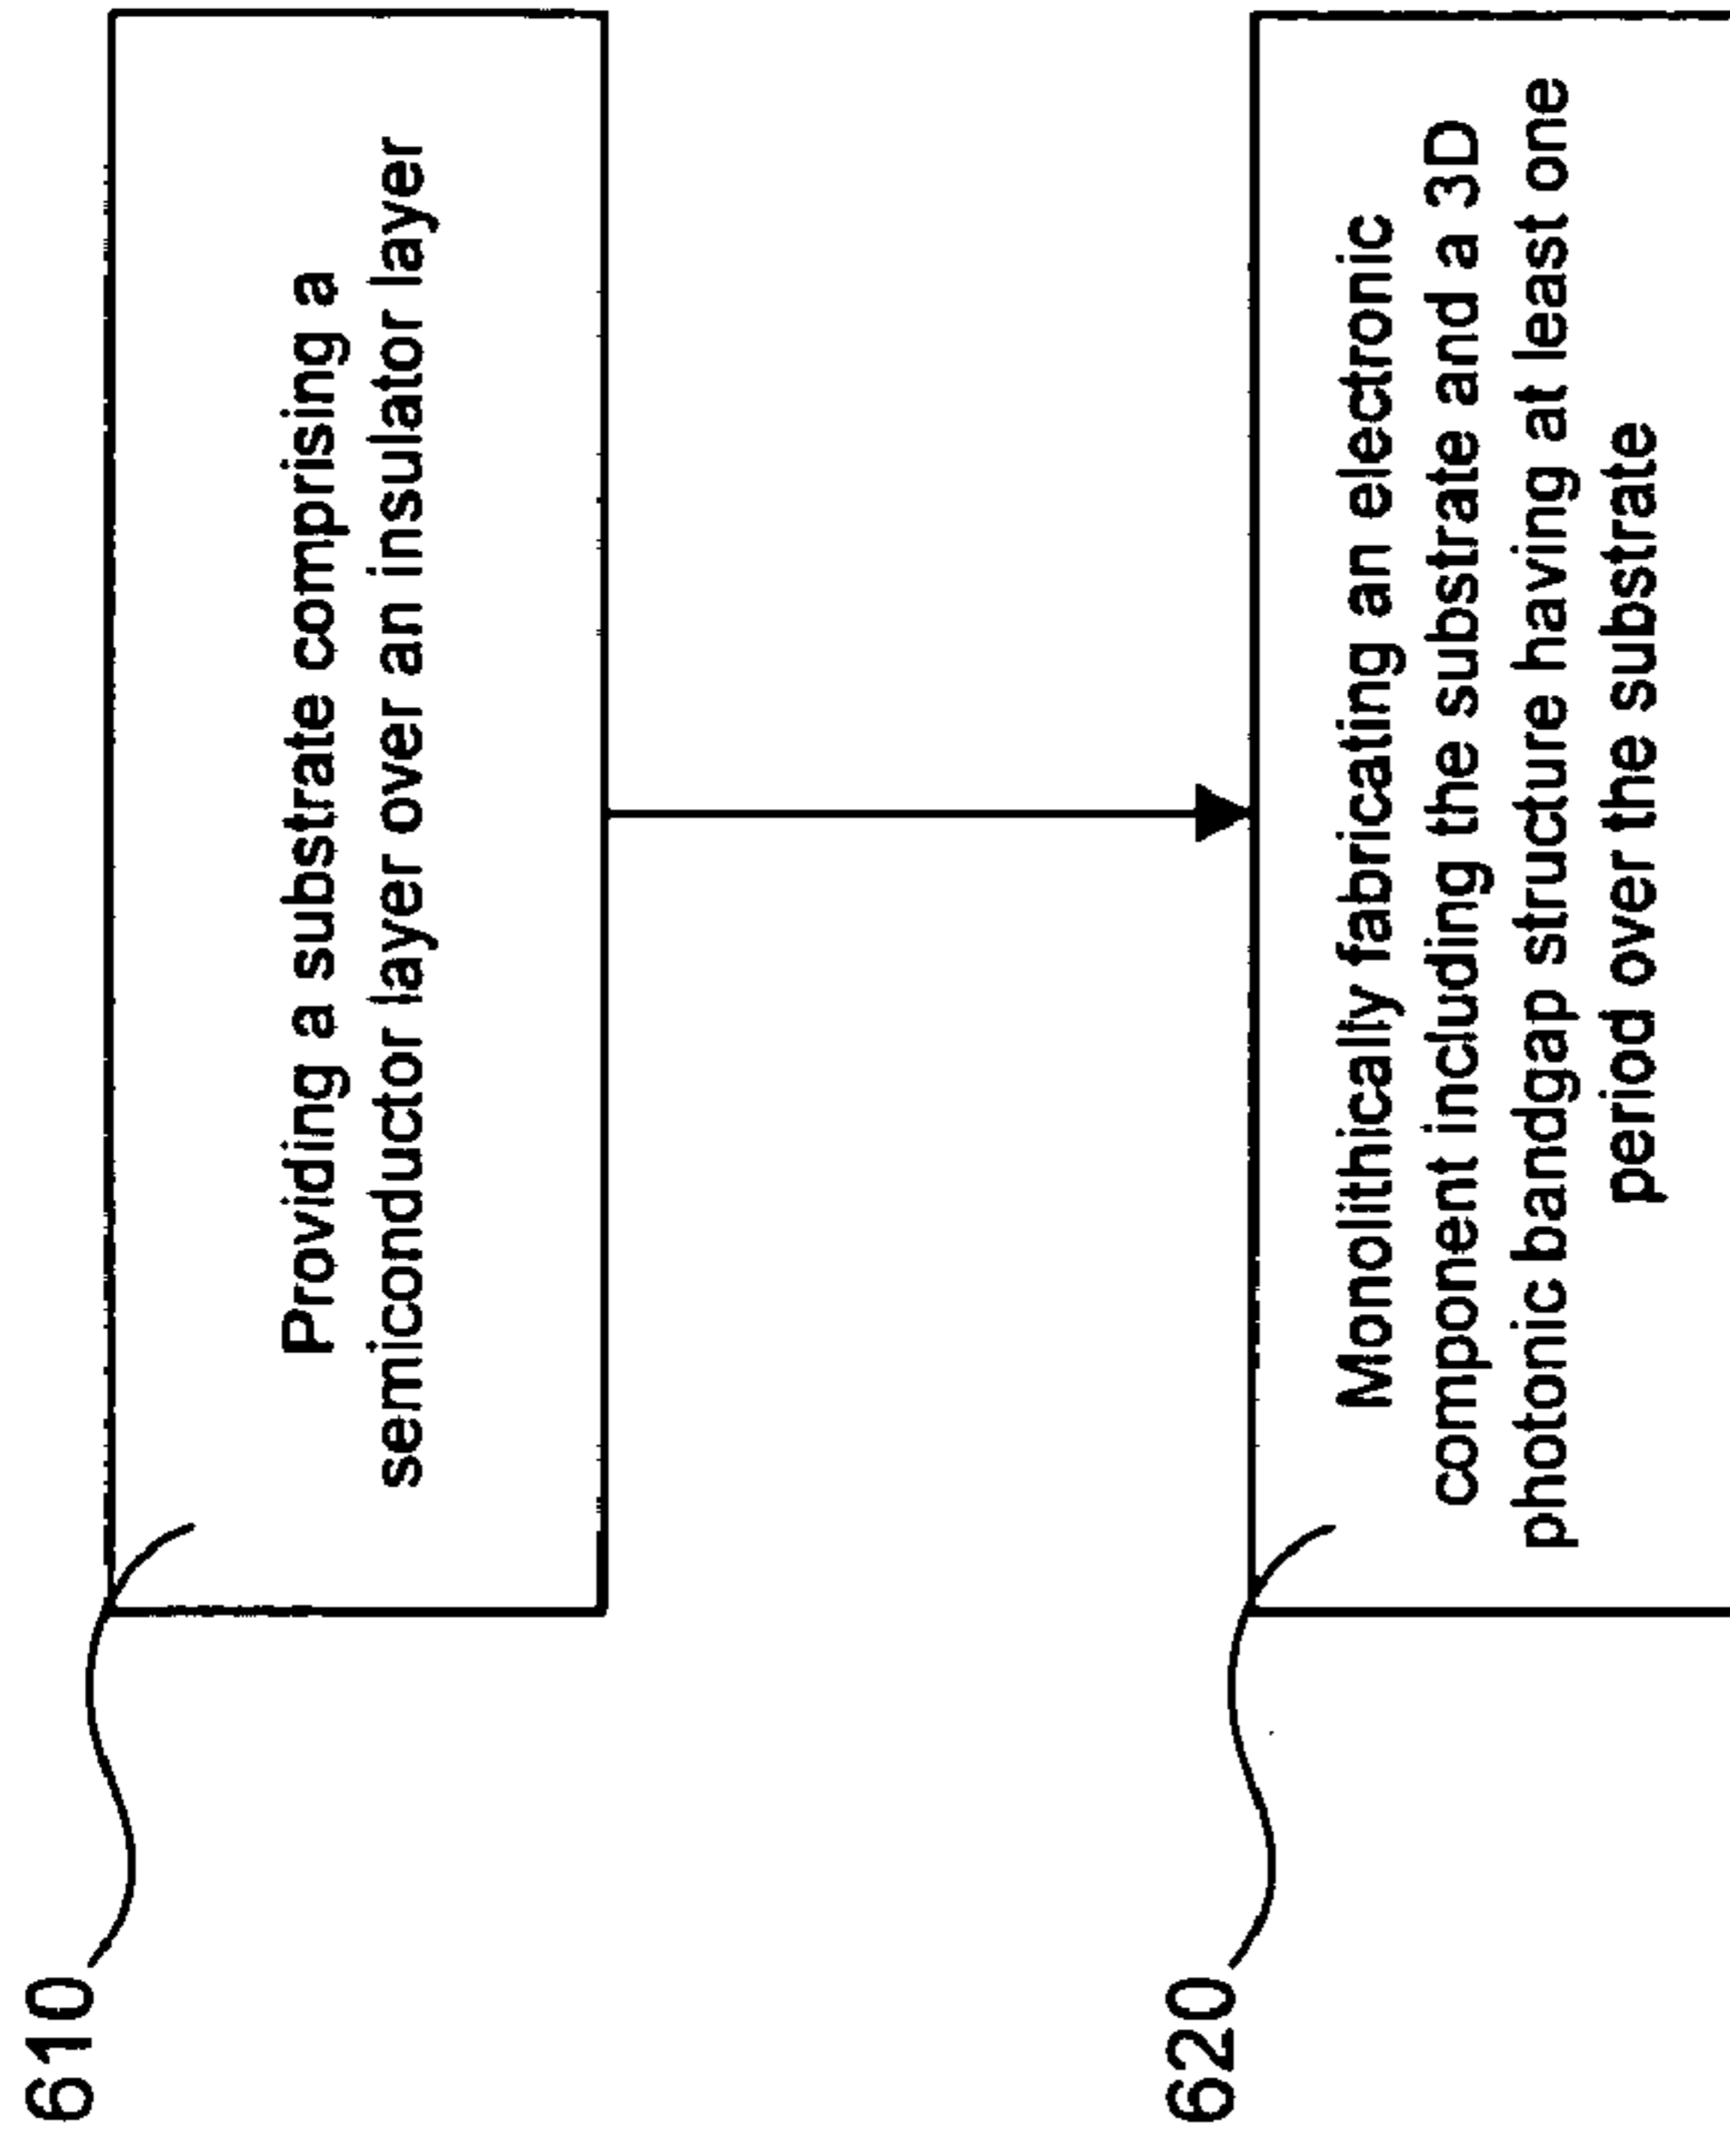 610
Providing a substrate comprising a
semiconductor layer over an insulator layer
620
Monolithically fabricating an electronic
component including the substrate and a 3D
photonic bandgap structure having at least one
period over the substrate